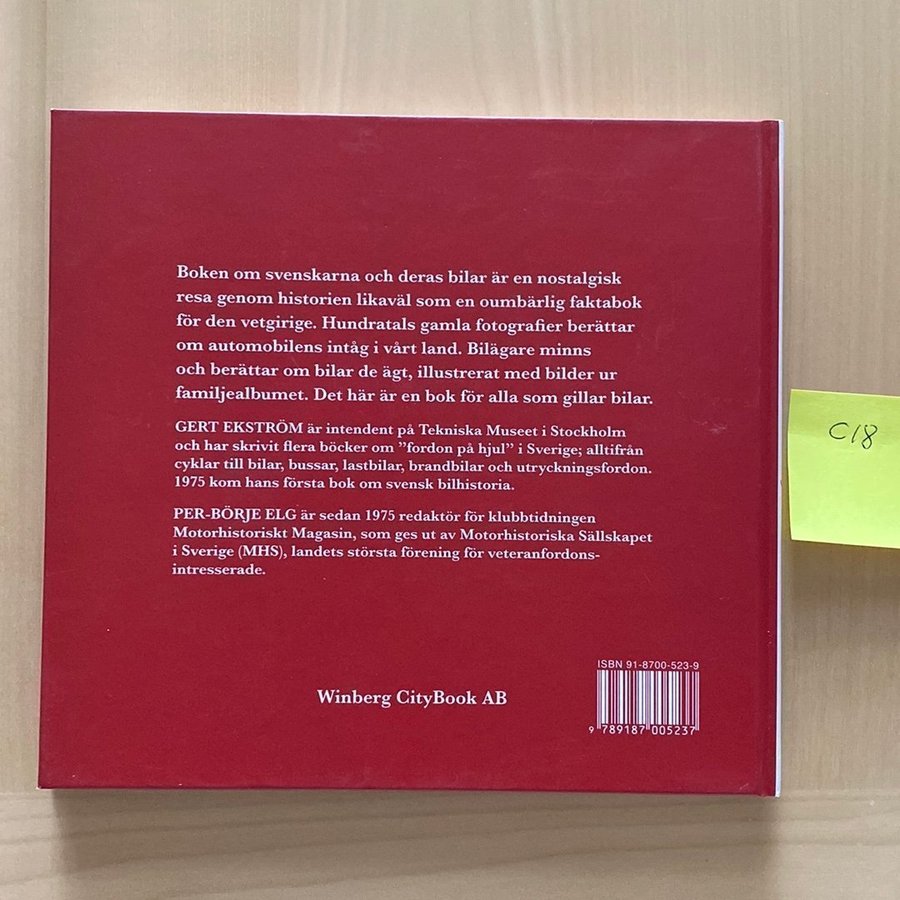 Boken om svenskarna och deras bilar är en nostalgisk
resa genom historien likaväl som en oumbärlig faktabok
för den vetgirige. Hundratals gamla fotografier berättar
om automobilens intåg i vårt land. Bilägare minns
och berättar om bilar de ägt, illustrerat med bilder ur
familjealbumet. Det här är en bok för alla som gillar bilar.
GERT EKSTRÖM är intendent på Tekniska Museet i Stockholm
och har skrivit flera böcker om ”fordon på hjul” i Sverige; alltifrån
cyklar till bilar, bussar, lastbilar, brandbilar och utryckningsfordon.
1975 kom hans första bok om svensk bilhistoria.
PER-BÖRJE ELG är sedan 1975 redaktör för klubbtidningen
Motorhistoriskt Magasin, som ges ut av Motorhistoriska Sällskapet
i Sverige (MHS), landets största förening för veteranfordons-
intresserade.
C18
ISBN 91-8700-523-9
Winberg CityBook AB
9 789187 005237